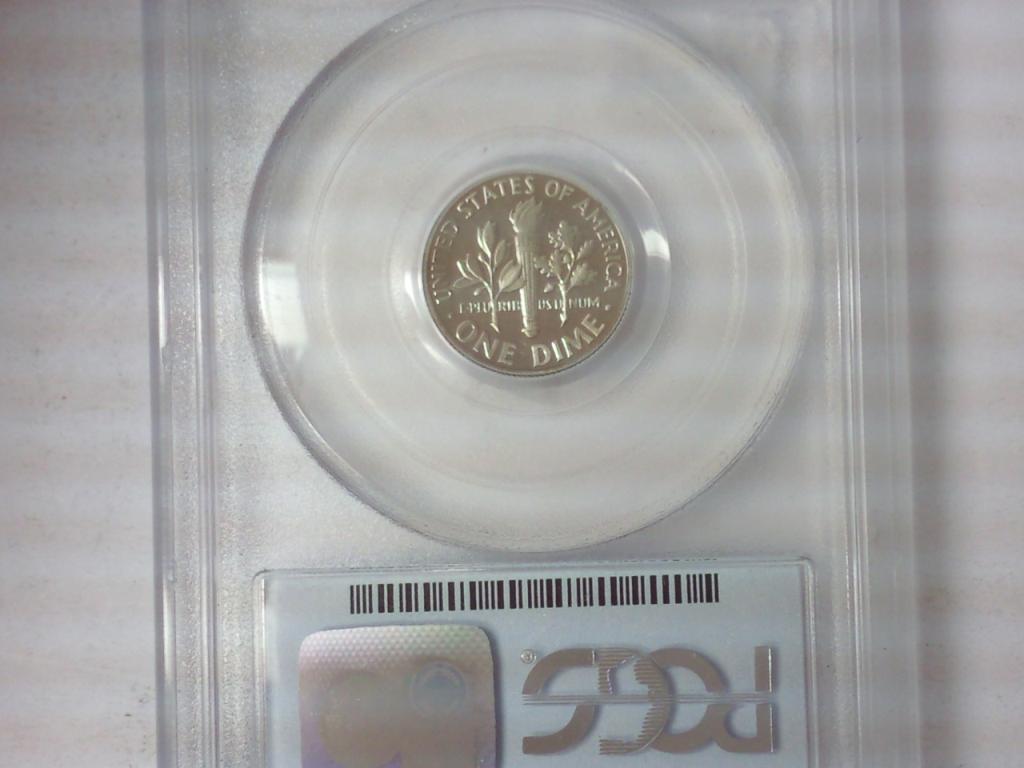 UNITED STATES OF AMERICA
E PLURIBUS UNUM
ONE DIME
PCGS
®